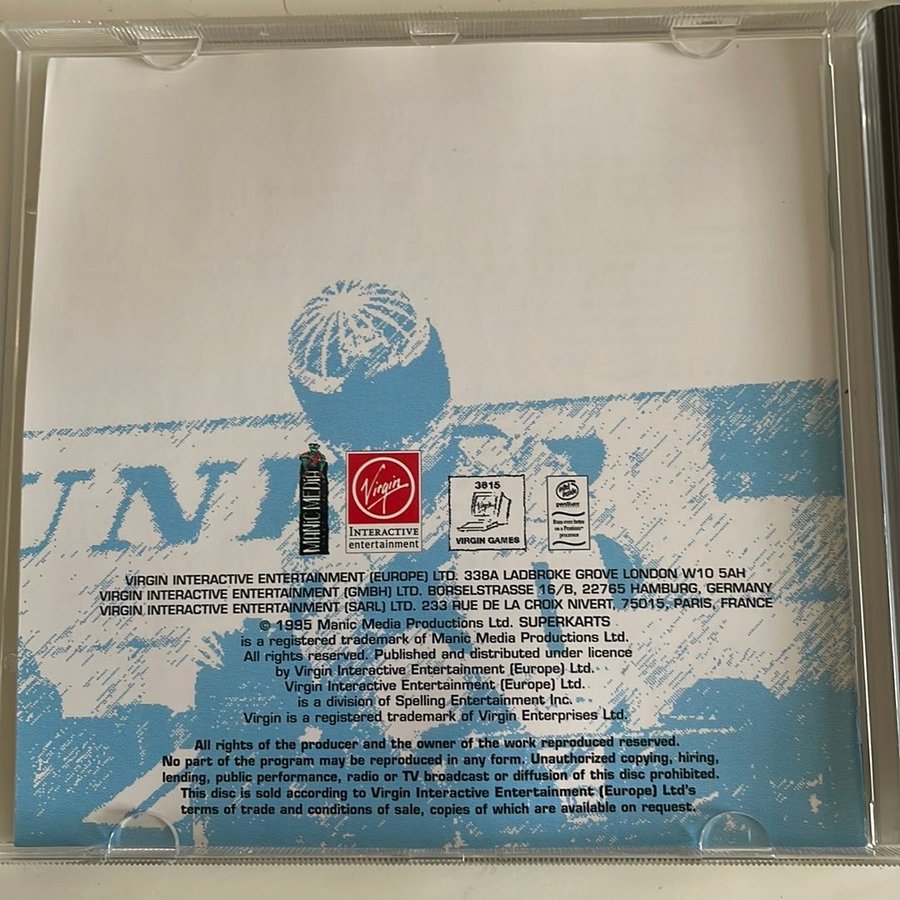 UNI
MANIC MEDIA
Virgin
INTERACTIVE
entertainment
3615
VIRGIN GAMES
intel inside
pentium
Runs even better
on a Pentium
processor
VIRGIN INTERACTIVE ENTERTAINMENT (EUROPE) LTD. 338A LADBROKE GROVE LONDON W10 5AH
VIRGIN INTERACTIVE ENTERTAINMENT (GMBH) LTD. BORSELSTRASSE 16/B, 22765 HAMBURG, GERMANY
VIRGIN INTERACTIVE ENTERTAINMENT (SARL) LTD. 233 RUE DE LA CROIX NIVERT, 75015, PARIS, FRANCE
© 1995 Manic Media Productions Ltd. SUPERKARTS
is a registered trademark of Manic Media Productions Ltd.
All rights reserved. Published and distributed under licence
by Virgin Interactive Entertainment (Europe) Ltd.
Virgin Interactive Entertainment (Europe) Ltd.
is a division of Spelling Entertainment Inc.
Virgin is a registered trademark of Virgin Enterprises Ltd.
All rights of the producer and the owner of the work reproduced reserved.
No part of the program may be reproduced in any form. Unauthorized copying, hiring,
lending, public performance, radio or TV broadcast or diffusion of this disc prohibited.
This disc is sold according to Virgin Interactive Entertainment (Europe) Ltd's
terms of trade and conditions of sale, copies of which are available on request.